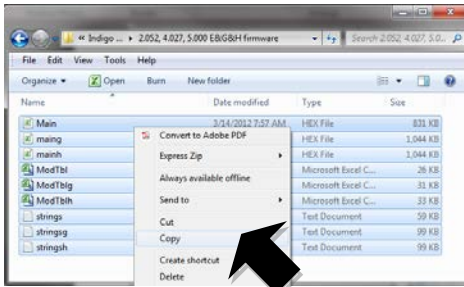 « Indigo ... ▸ 2.052, 4.027, 5.000 E&G&H firmware
Search 2.052, 4.027, 5.0...
File Edit View Tools Help
Organize Open Burn New folder
Name Date modified Type Size
Main 3/14/2012 7:57 AM HEX File 831 KB
maing HEX File 1,044 KB
mainh HEX File 1,044 KB
ModTbl Microsoft Excel C... 26 KB
ModTblg Microsoft Excel C... 31 KB
ModTblh Microsoft Excel C... 33 KB
strings Text Document 59 KB
stringsg Text Document 99 KB
stringsh Text Document 99 KB
Convert to Adobe PDF
Express Zip
Always available offline
Send to
Cut
Copy
Create shortcut
Delete